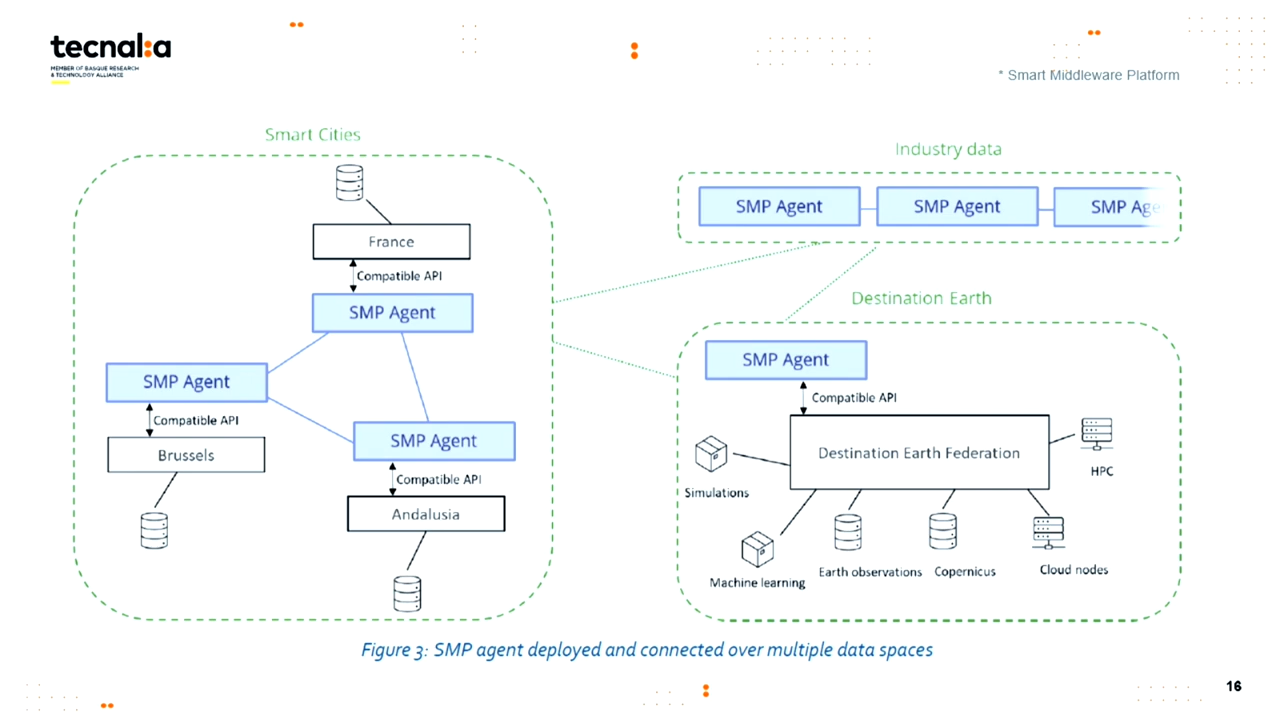 tecnalia
MEMBER OF BASQUE RESEARCH
& TECHNOLOGY ALLIANCE
* Smart Middleware Platform
Smart Cities
France
Compatible API
SMP Agent
SMP Agent
Compatible API
Brussels
SMP Agent
Compatible API
Andalusia
Industry data
SMP Agent
SMP Agent
SMP Age
Destination Earth
SMP Agent
Compatible API
Destination Earth Federation
HPC
Simulations
Machine learning
Earth observations
Copernicus
Cloud nodes
Figure 3: SMP agent deployed and connected over multiple data spaces
16